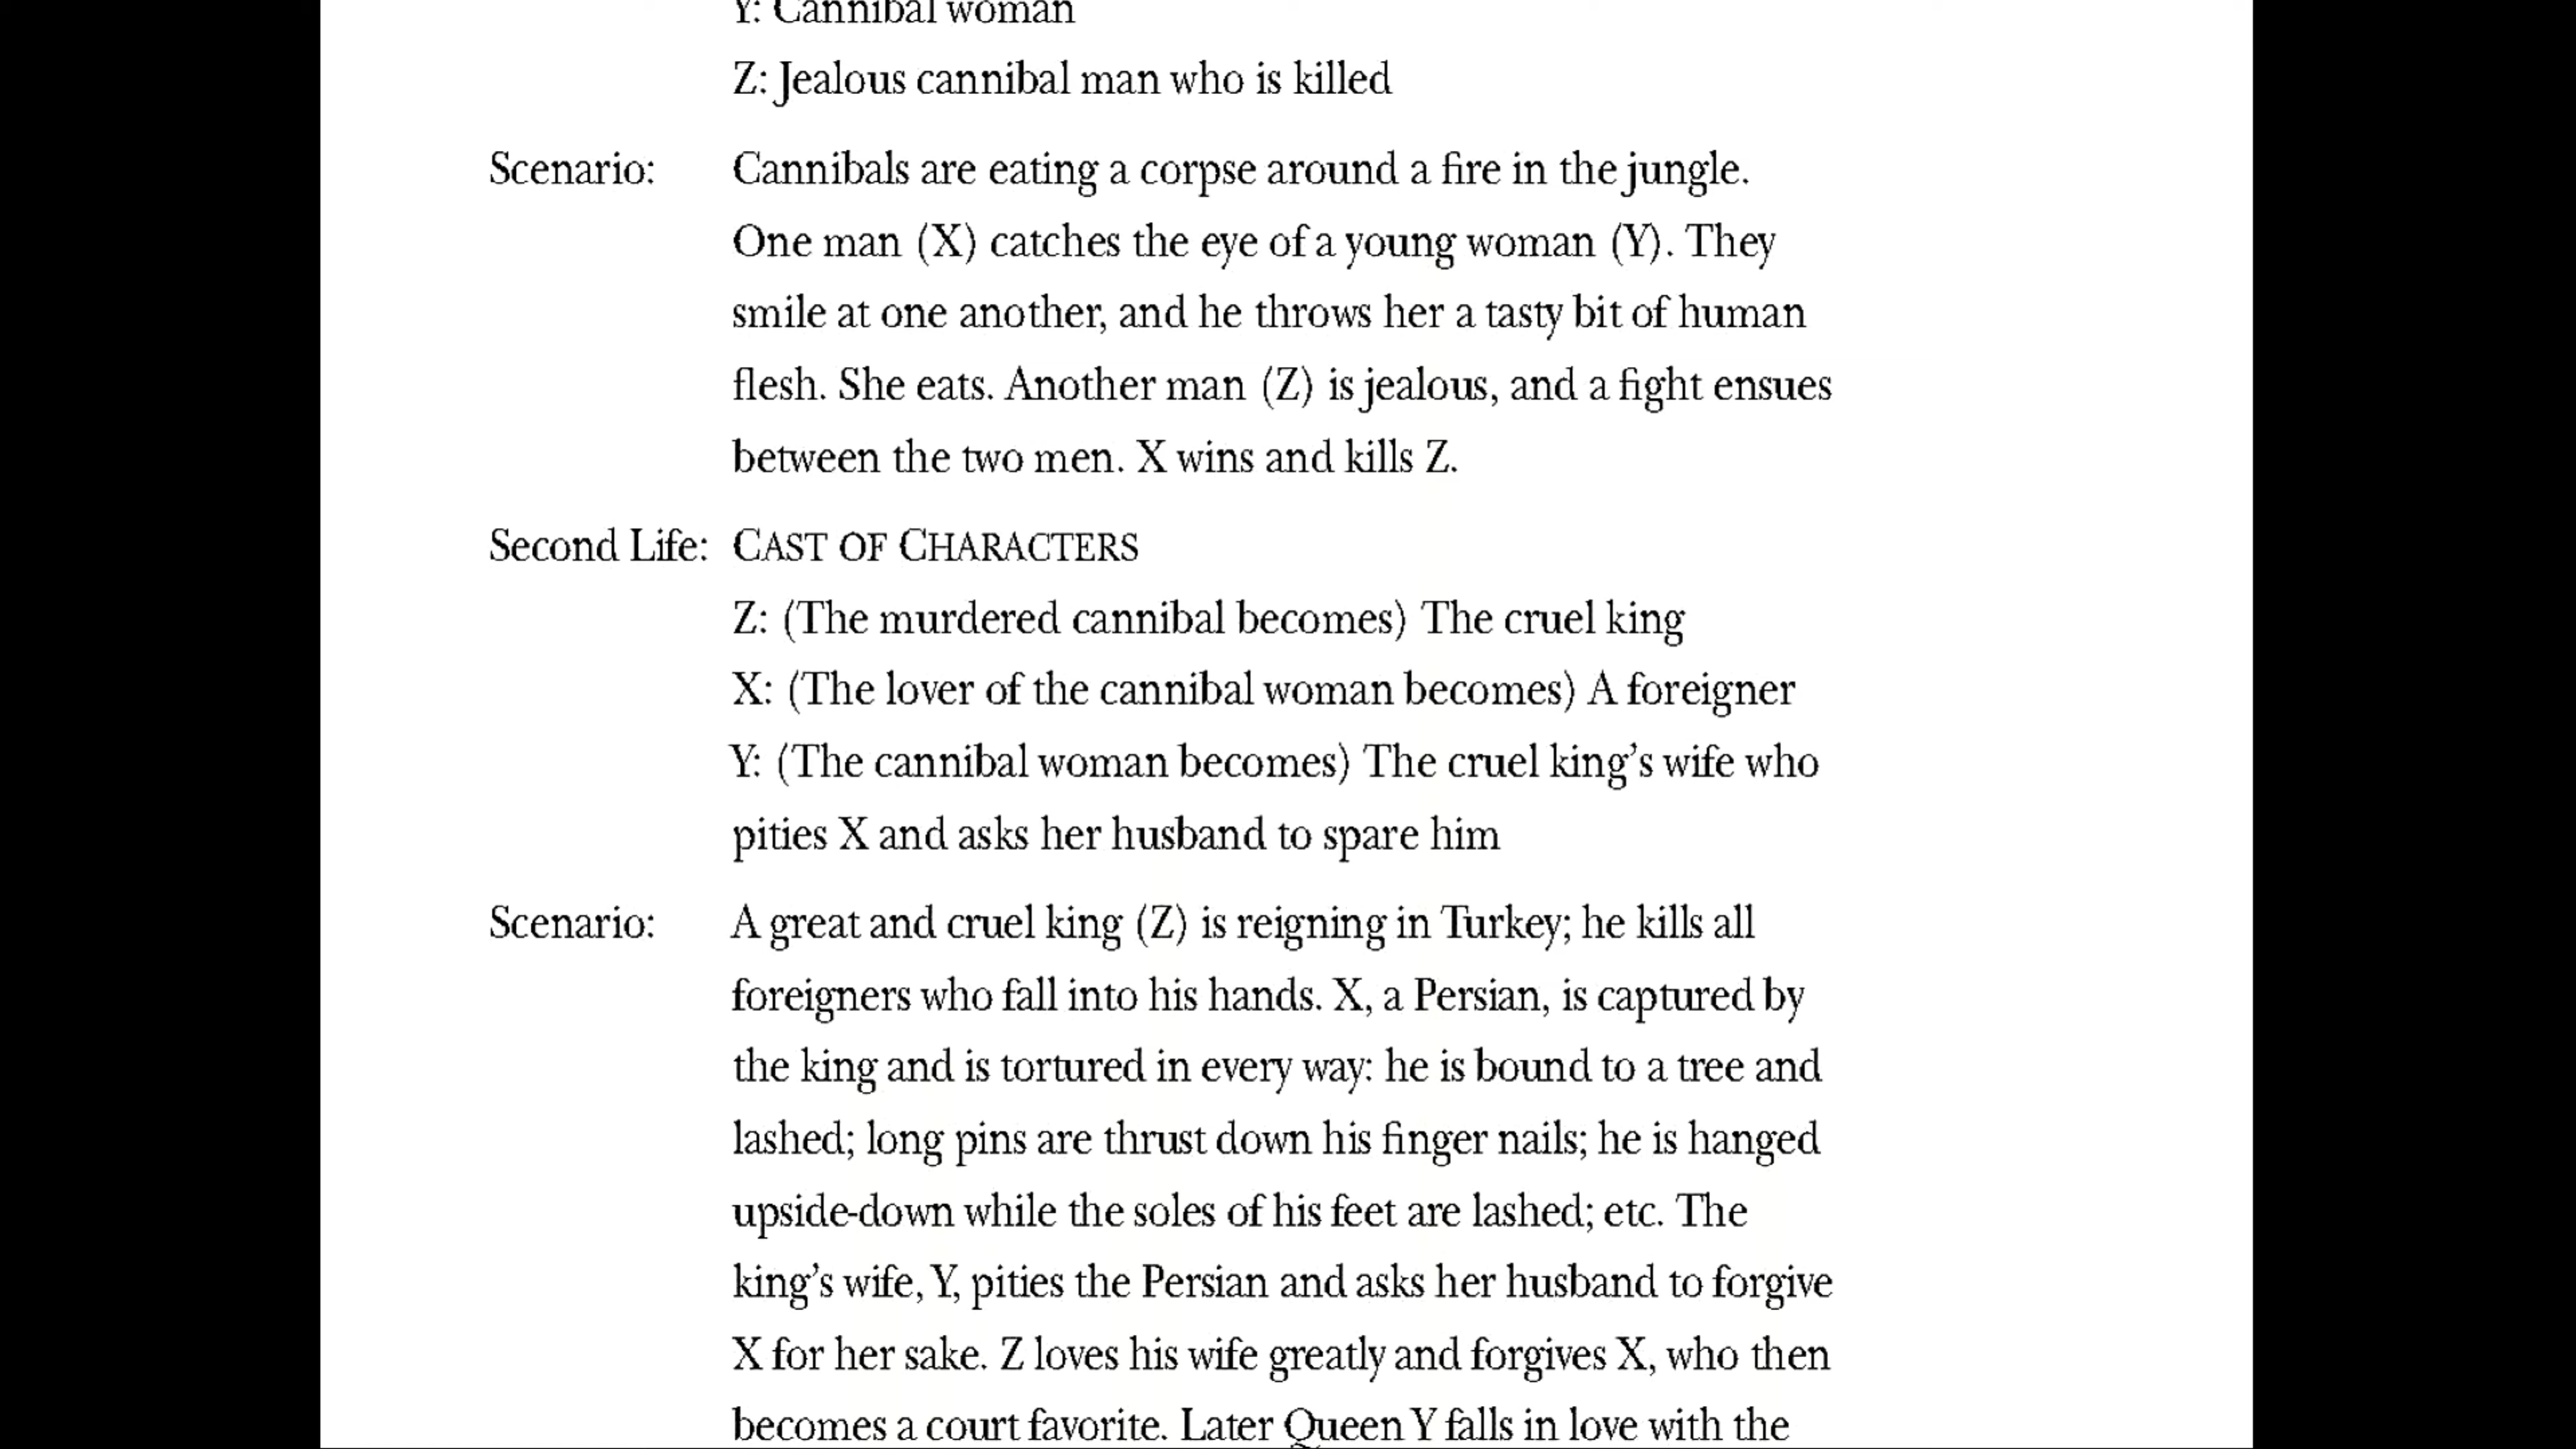 Y: Cannibal woman
Z: Jealous cannibal man who is killed
Scenario: Cannibals are eating a corpse around a fire in the jungle.
One man (X) catches the eye of a young woman (Y). They
smile at one another, and he throws her a tasty bit of human
flesh. She eats. Another man (Z) is jealous, and a fight ensues
between the two men. X wins and kills Z.
Second Life: CAST OF CHARACTERS
Z: (The murdered cannibal becomes) The cruel king
X: (The lover of the cannibal woman becomes) A foreigner
Y: (The cannibal woman becomes) The cruel king's wife who
pities X and asks her husband to spare him
Scenario: A great and cruel king (Z) is reigning in Turkey; he kills all
foreigners who fall into his hands. X, a Persian, is captured by
the king and is tortured in every way: he is bound to a tree and
lashed; long pins are thrust down his finger nails; he is hanged
upside-down while the soles of his feet are lashed; etc. The
king's wife, Y, pities the Persian and asks her husband to forgive
X for her sake. Z loves his wife greatly and forgives X, who then
becomes a court favorite. Later Queen Y falls in love with the